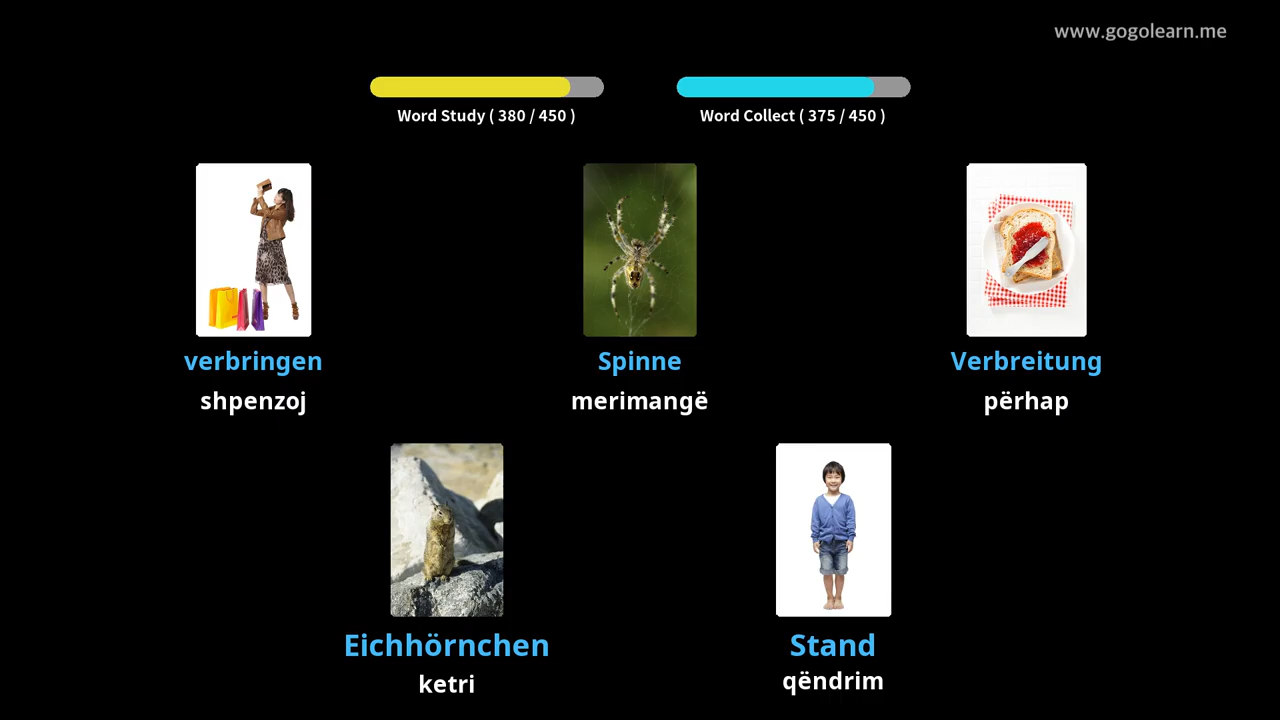 www.gogolearn.me
Word Study ( 380 / 450 )
Word Collect ( 375 / 450 )
verbringen
shpenzoj
Spinne
merimangë
Verbreitung
përhap
Eichhörnchen
ketri
Stand
qëndrim